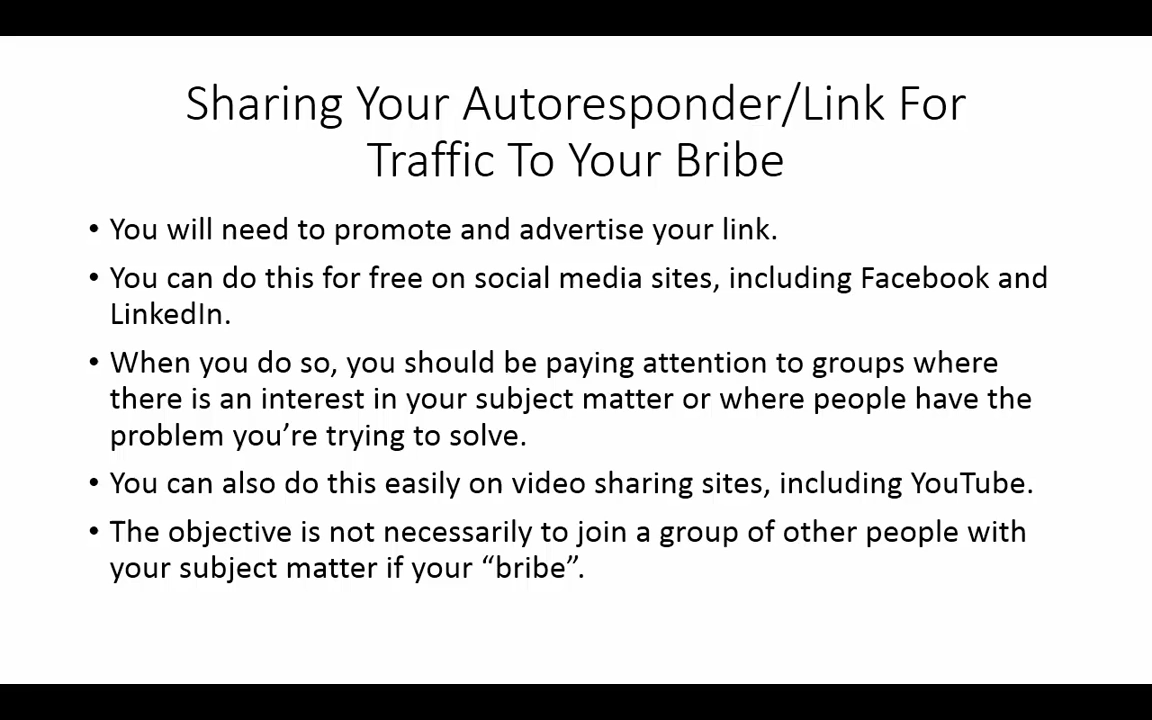 Sharing Your Autoresponder/Link For
Traffic To Your Bribe
• You will need to promote and advertise your link.
• You can do this for free on social media sites, including Facebook and
LinkedIn.
• When you do so, you should be paying attention to groups where
there is an interest in your subject matter or where people have the
problem you’re trying to solve.
• You can also do this easily on video sharing sites, including YouTube.
• The objective is not necessarily to join a group of other people with
your subject matter if your “bribe”.